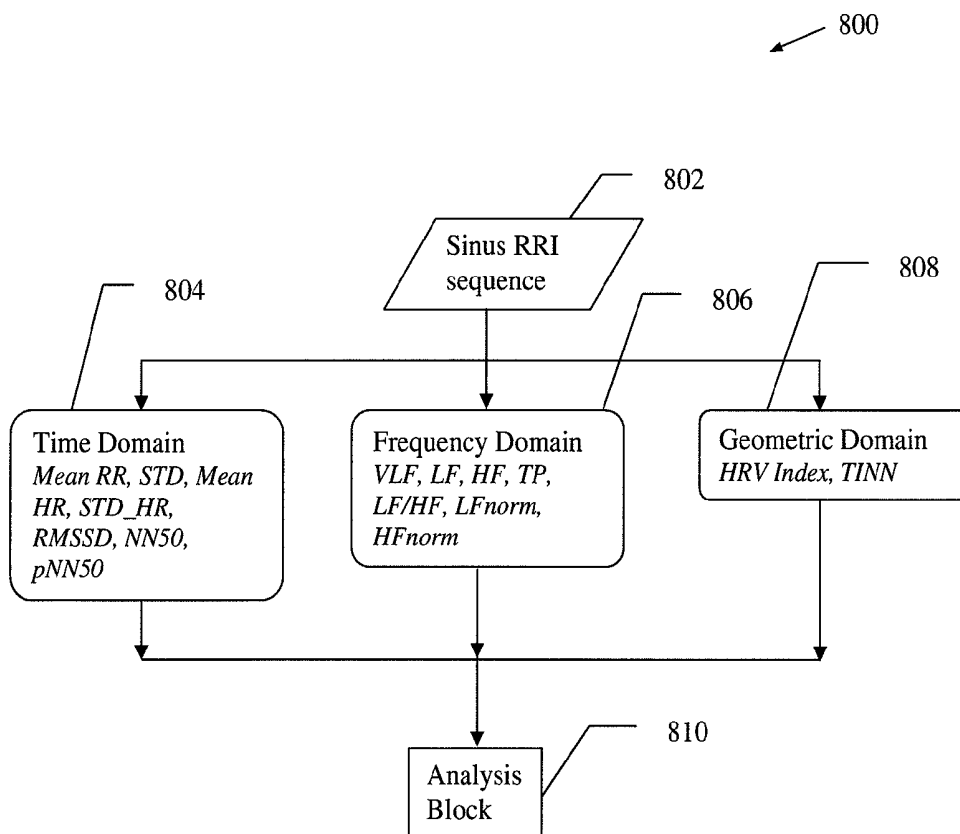 800
802
Sinus RRI
sequence
804
806
808
Time Domain
Mean RR, STD, Mean
HR, STD_HR,
RMSSD, NN50,
pNN50
Frequency Domain
VLF, LF, HF, TP,
LF/HF, LFnorm,
HFnorm
Geometric Domain
HRV Index, TINN
810
Analysis
Block